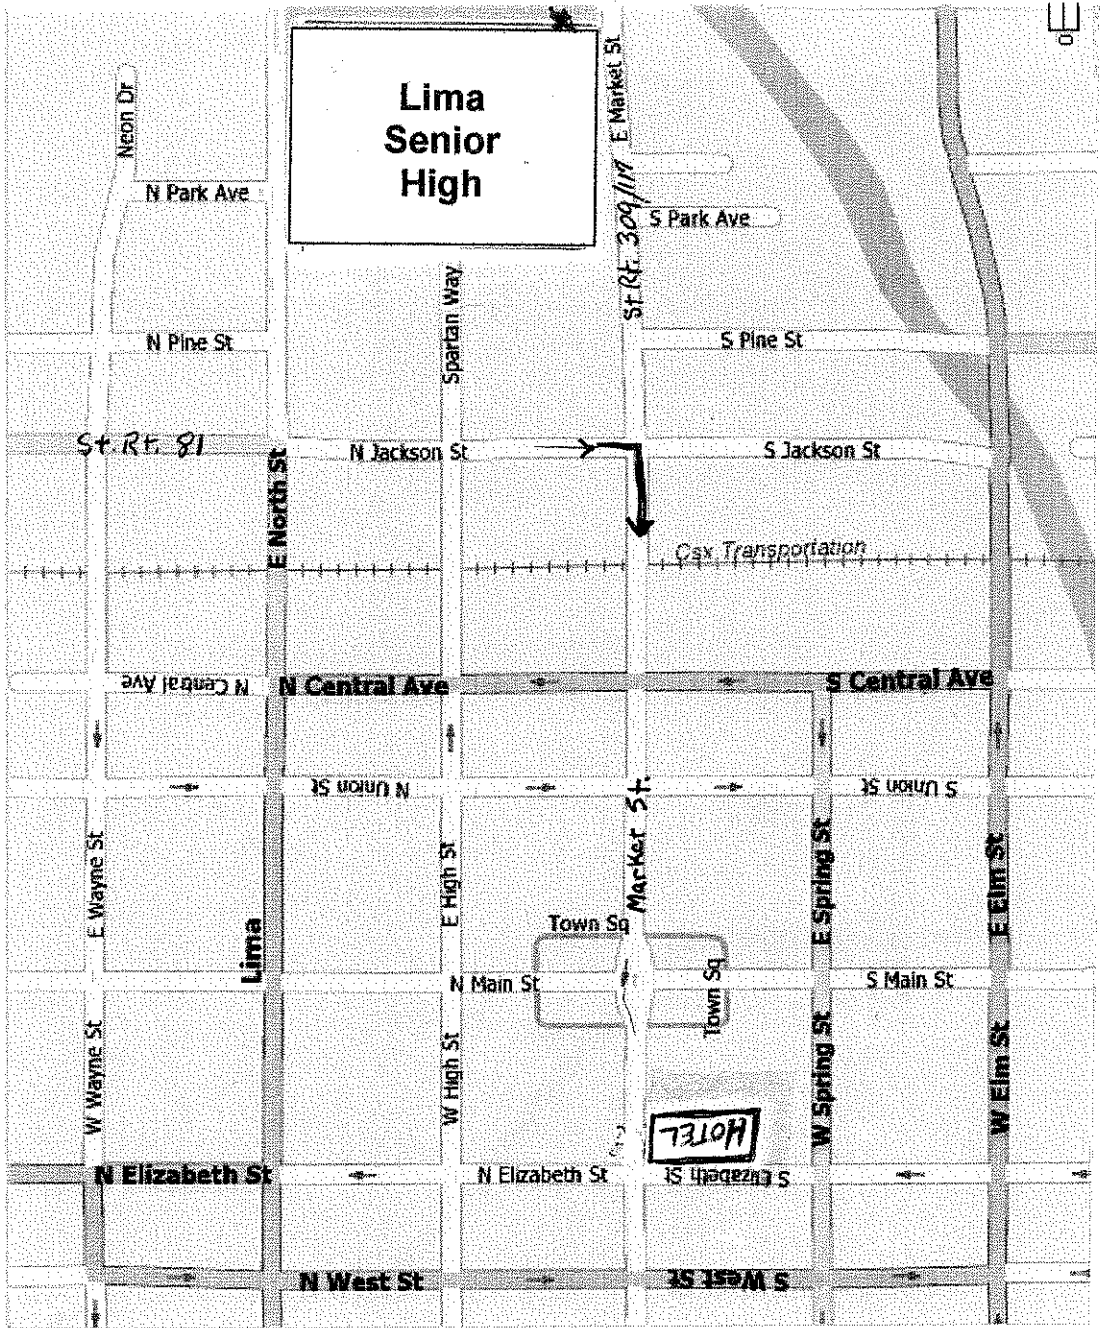 Lima
Senior
High
E Market St
Neon Dr
N Park Ave
St. Rt. 309/117
S Park Ave
Spartan Way
N Pine St
S Pine St
St. Rt. 81
N Jackson St
S Jackson St
E North St
Csx Transportation
N Central Ave
N Central Ave
S Central Ave
N Union St
S Union St
Market St.
E Wayne St
E High St
E Spring St
E Elm St
Lima
Town Sq
N Main St
Town Sq
S Main St
W Wayne St
W High St
W Spring St
W Elm St
HOTEL
N Elizabeth St
N Elizabeth St
S Elizabeth St
N West St
S West St